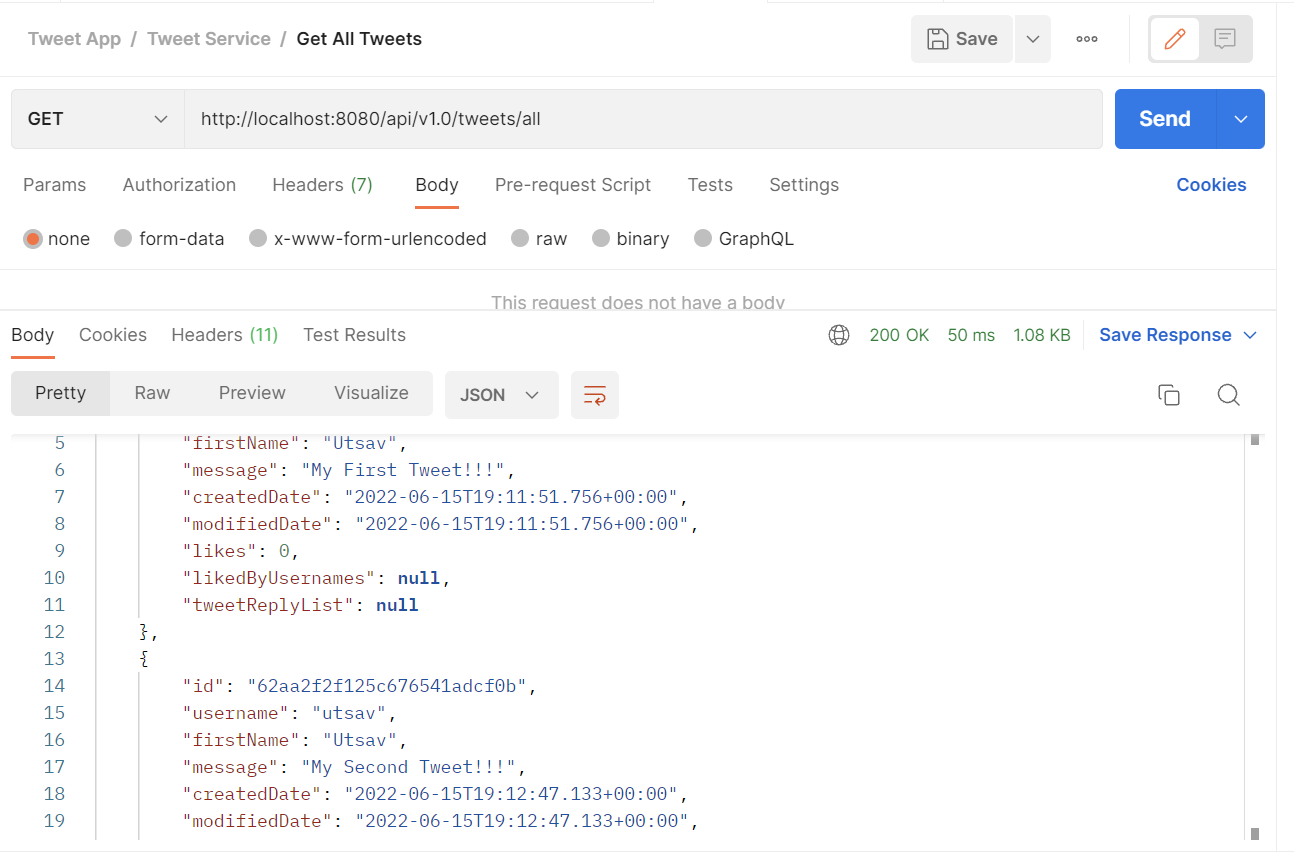 Tweet App / Tweet Service / Get All Tweets
Save
GET http://localhost:8080/api/v1.0/tweets/all Send
Params Authorization Headers (7) Body Pre-request Script Tests Settings Cookies
none form-data x-www-form-urlencoded raw binary GraphQL
This request does not have a body
Body Cookies Headers (11) Test Results 200 OK 50 ms 1.08 KB Save Response
Pretty Raw Preview Visualize JSON
5 "firstName": "Utsav",
6 "message": "My First Tweet!!!",
7 "createdDate": "2022-06-15T19:11:51.756+00:00",
8 "modifiedDate": "2022-06-15T19:11:51.756+00:00",
9 "likes": 0,
10 "likedByUsernames": null,
11 "tweetReplyList": null
12 },
13 {
14 "id": "62aa2f2f125c676541adcf0b",
15 "username": "utsav",
16 "firstName": "Utsav",
17 "message": "My Second Tweet!!!",
18 "createdDate": "2022-06-15T19:12:47.133+00:00",
19 "modifiedDate": "2022-06-15T19:12:47.133+00:00",